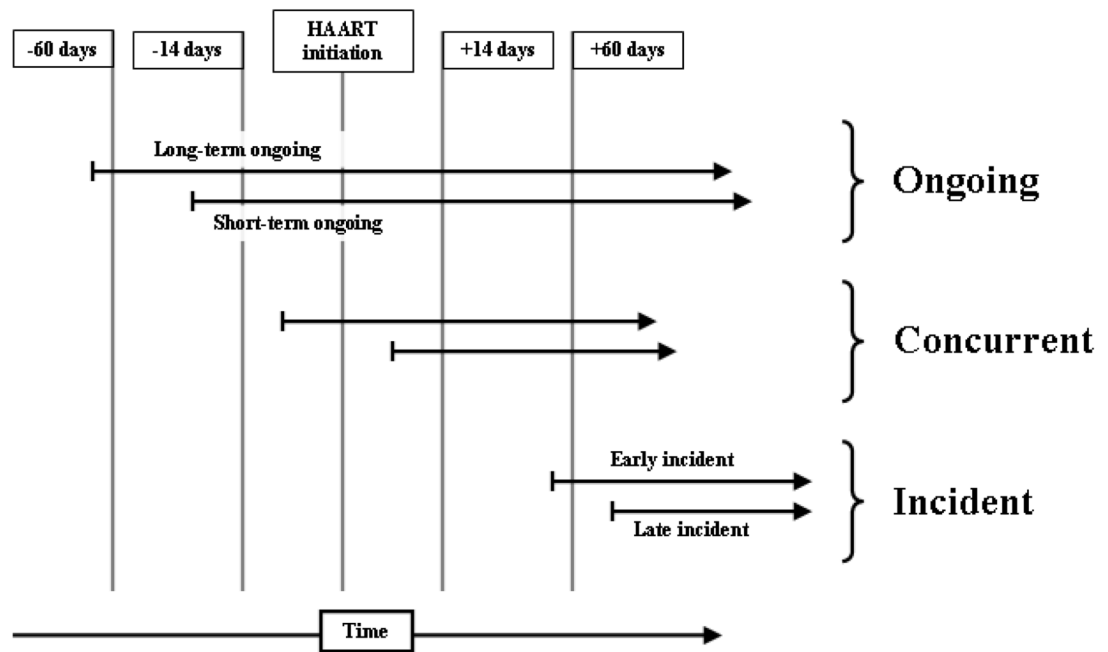 HAART
initiation
-60 days
-14 days
+14 days
+60 days
Long-term ongoing
Short-term ongoing
Ongoing
Concurrent
Early incident
Late incident
Incident
Time